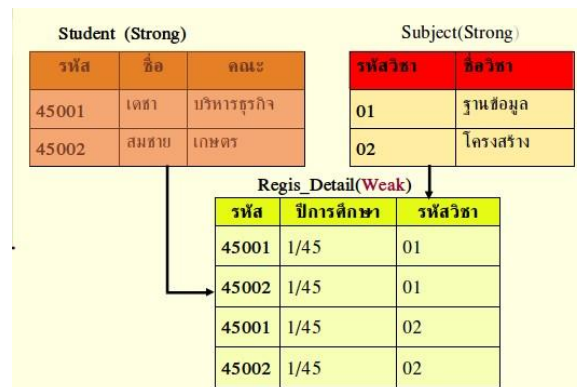 Student (Strong)
รหัส ชื่อ คณะ
45001 เดชา บริหารธุรกิจ
45002 สมชาย เกษตร
Subject(Strong)
รหัสวิชา ชื่อวิชา
01 ฐานข้อมูล
02 โครงสร้าง
Regis_Detail(Weak)
รหัส ปีการศึกษา รหัสวิชา
45001 1/45 01
45002 1/45 01
45001 1/45 02
45002 1/45 02